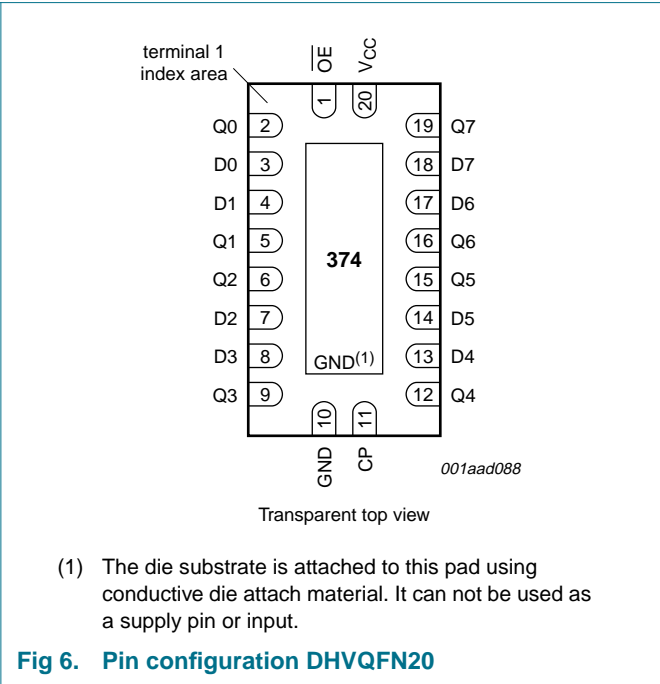 terminal 1
index area
OE
VCC
1
20
Q0 2
19 Q7
D0 3
18 D7
D1 4
17 D6
Q1 5
16 Q6
374
Q2 6
15 Q5
D2 7
14 D5
D3 8
GND(1)
13 D4
Q3 9
12 Q4
10
11
GND
CP
001aad088
Transparent top view
(1) The die substrate is attached to this pad using
conductive die attach material. It can not be used as
a supply pin or input.
Fig 6. Pin configuration DHVQFN20